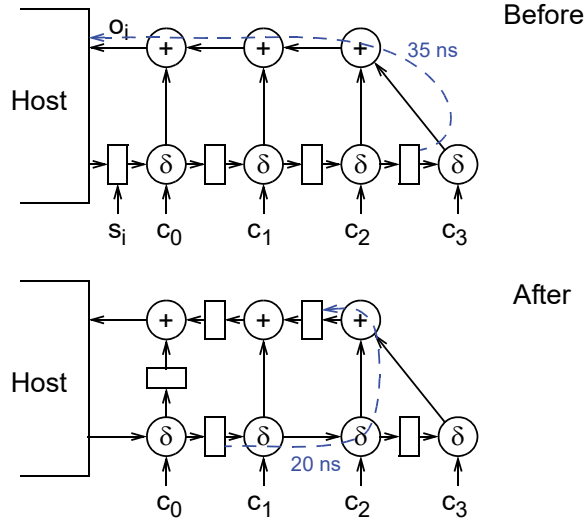 Before
oᵢ
+ + +
35 ns
Host
δ δ δ δ
sᵢ c₀ c₁ c₂ c₃
After
+ + +
Host
δ δ δ δ
20 ns
c₀ c₁ c₂ c₃